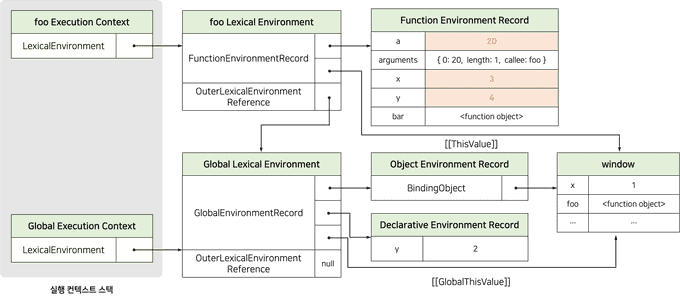 foo Execution Context
LexicalEnvironment
foo Lexical Environment
FunctionEnvironmentRecord
OuterLexicalEnvironment
Reference
Function Environment Record
a
20
arguments
{ 0: 20, length: 1, callee: foo }
x
3
y
4
bar
<function object>
[[ThisValue]]
Global Lexical Environment
GlobalEnvironmentRecord
OuterLexicalEnvironment
Reference
null
Object Environment Record
BindingObject
window
x
1
foo
<function object>
...
...
Declarative Environment Record
y
2
Global Execution Context
LexicalEnvironment
[[GlobalThisValue]]
실행 컨텍스트 스택